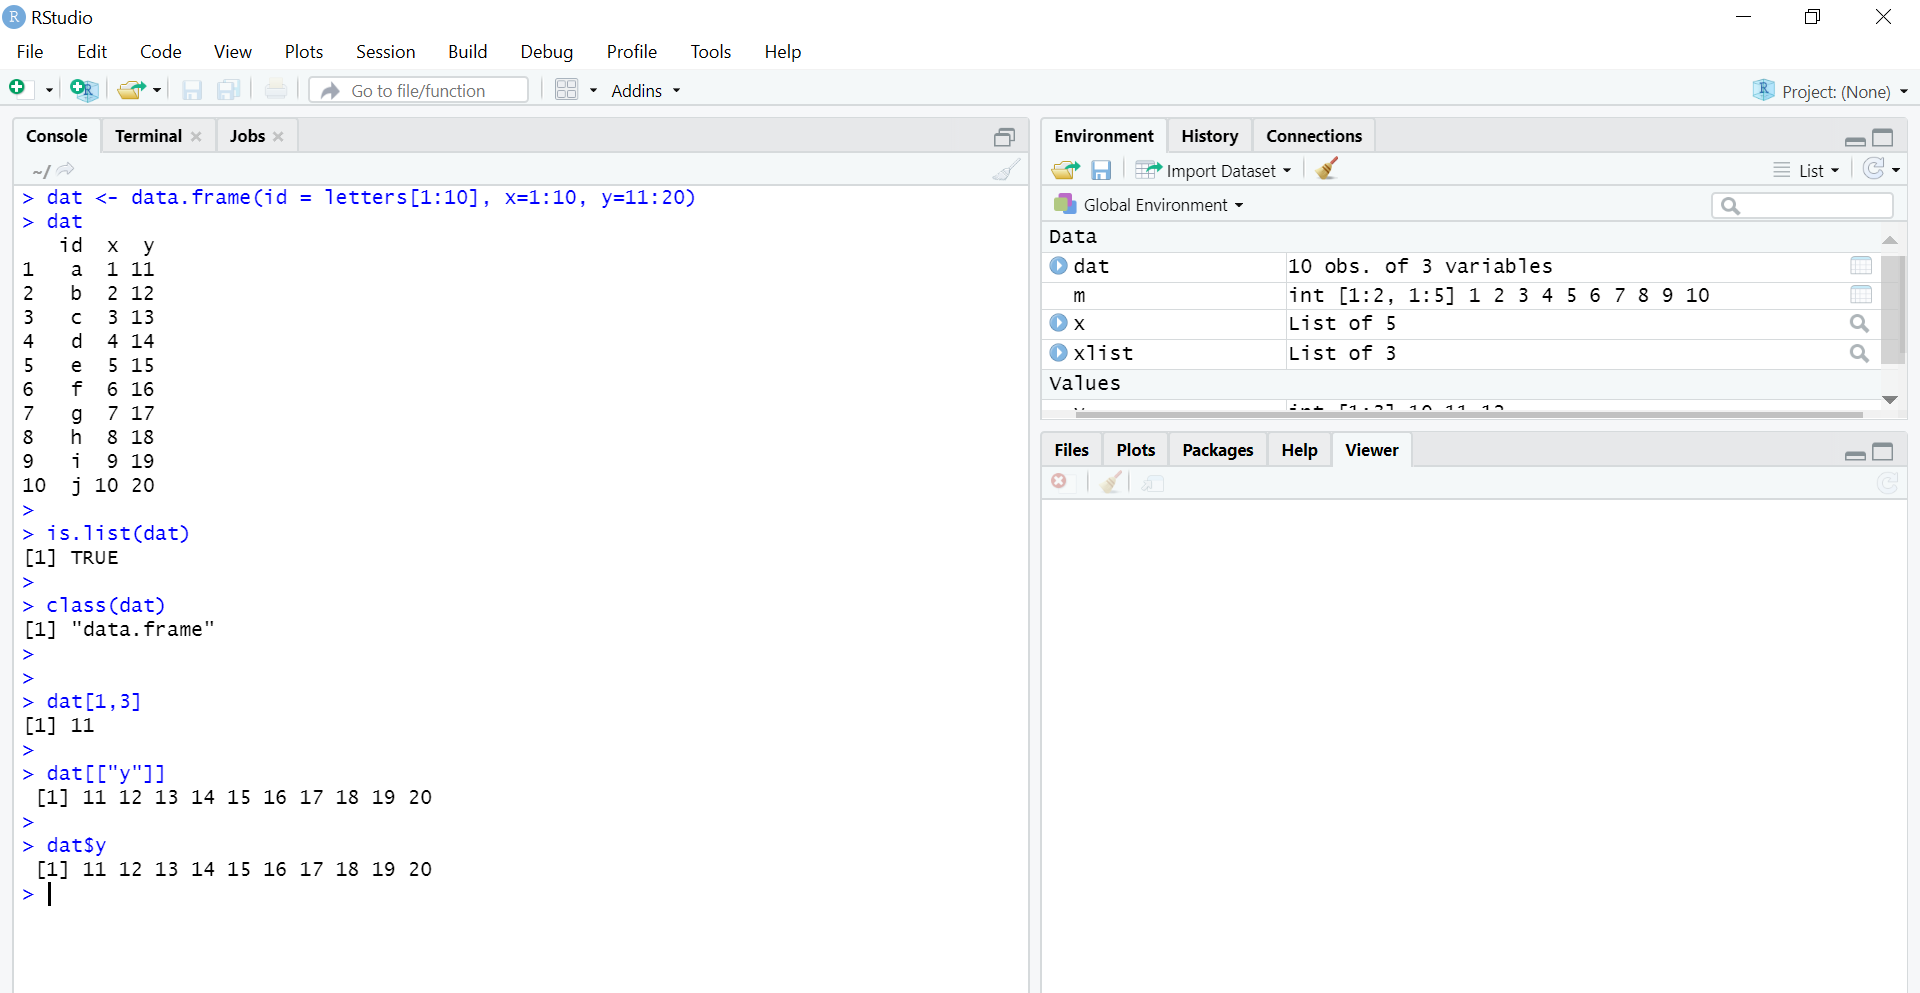 RStudio
File Edit Code View Plots Session Build Debug Profile Tools Help
Go to file/function Addins Project: (None)
Console Terminal Jobs
~/
> dat <- data.frame(id = letters[1:10], x=1:10, y=11:20)
> dat
   id  x  y
1   a  1 11
2   b  2 12
3   c  3 13
4   d  4 14
5   e  5 15
6   f  6 16
7   g  7 17
8   h  8 18
9   i  9 19
10  j 10 20
>
> is.list(dat)
[1] TRUE
>
> class(dat)
[1] "data.frame"
>
>
> dat[1,3]
[1] 11
>
> dat[["y"]]
 [1] 11 12 13 14 15 16 17 18 19 20
>
> dat$y
 [1] 11 12 13 14 15 16 17 18 19 20
>
Environment History Connections
Import Dataset List
Global Environment
Data
dat 10 obs. of 3 variables
m int [1:2, 1:5] 1 2 3 4 5 6 7 8 9 10
x List of 5
xlist List of 3
Values
Files Plots Packages Help Viewer